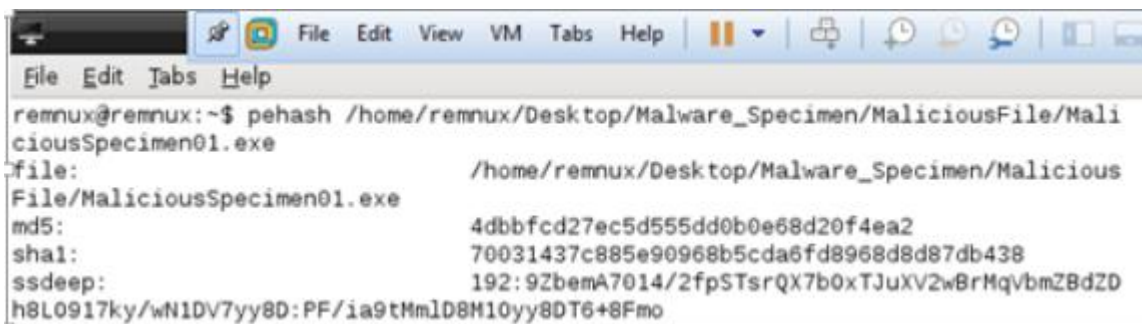 File Edit View VM Tabs Help
File Edit Tabs Help
remnux@remnux:~$ pehash /home/remnux/Desktop/Malware_Specimen/MaliciousFile/Mali
ciousSpecimen01.exe
file: /home/remnux/Desktop/Malware_Specimen/Malicious
File/MaliciousSpecimen01.exe
md5: 4dbbfcd27ec5d555dd0b0e68d20f4ea2
sha1: 70031437c885e90968b5cda6fd8968d8d87db438
ssdeep: 192:9ZbemA7014/2fpSTsrQX7b0xTJuXV2wBrMqVbmZBdZD
h8L0917ky/wN1DV7yy8D:PF/ia9tMmlD8M10yy8DT6+8Fmo